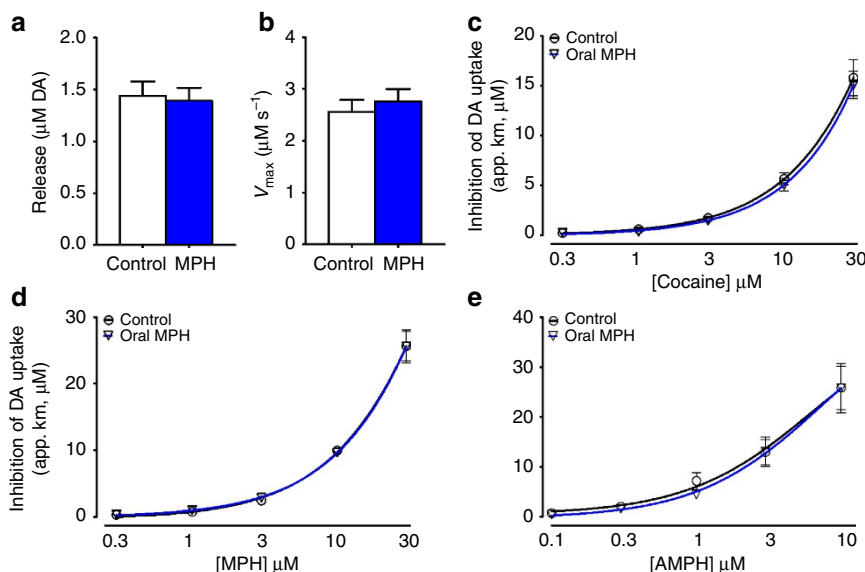 a
2.0
1.5
1.0
0.5
0.0
Release (μM DA)
Control MPH
b
4
3
2
1
0
Vmax (μM s⁻¹)
Control MPH
c
Control
Oral MPH
20
15
10
5
0
Inhibition od DA uptake
(app. km, μM)
0.3 1 3 10 30
[Cocaine] μM
d
Control
Oral MPH
30
20
10
0
Inhibition of DA uptake
(app. km, μM)
0.3 1 3 10 30
[MPH] μM
e
Control
Oral MPH
40
30
20
10
0
0.1 0.3 1 3 10
[AMPH] μM